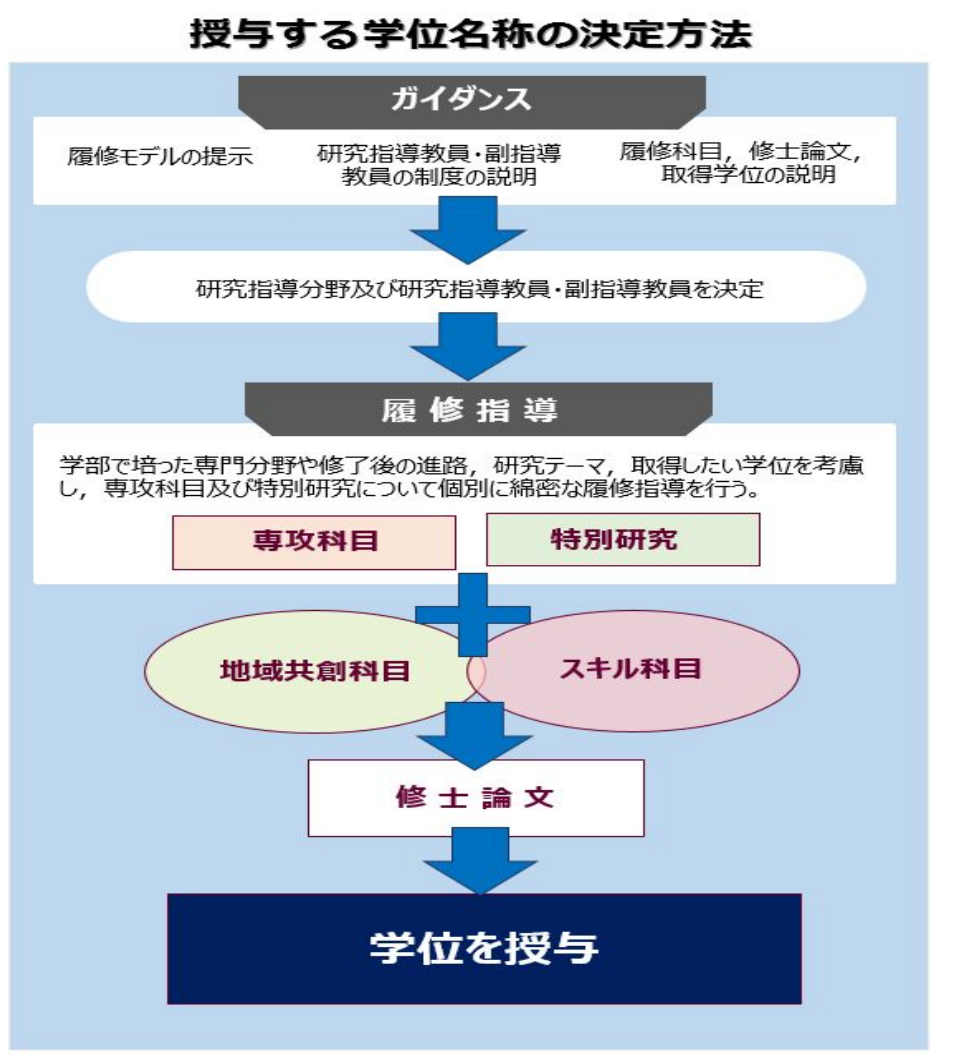 授与する学位名称の決定方法
ガイダンス
履修モデルの提示
研究指導教員・副指導
教員の制度の説明
履修科目，修士論文，
取得学位の説明
研究指導分野及び研究指導教員・副指導教員を決定
履 修 指 導
学部で培った専門分野や修了後の進路，研究テーマ，取得したい学位を考慮
し，専攻科目及び特別研究について個別に綿密な履修指導を行う。
専攻科目
特別研究
地域共創科目
スキル科目
修 士 論 文
学位を授与